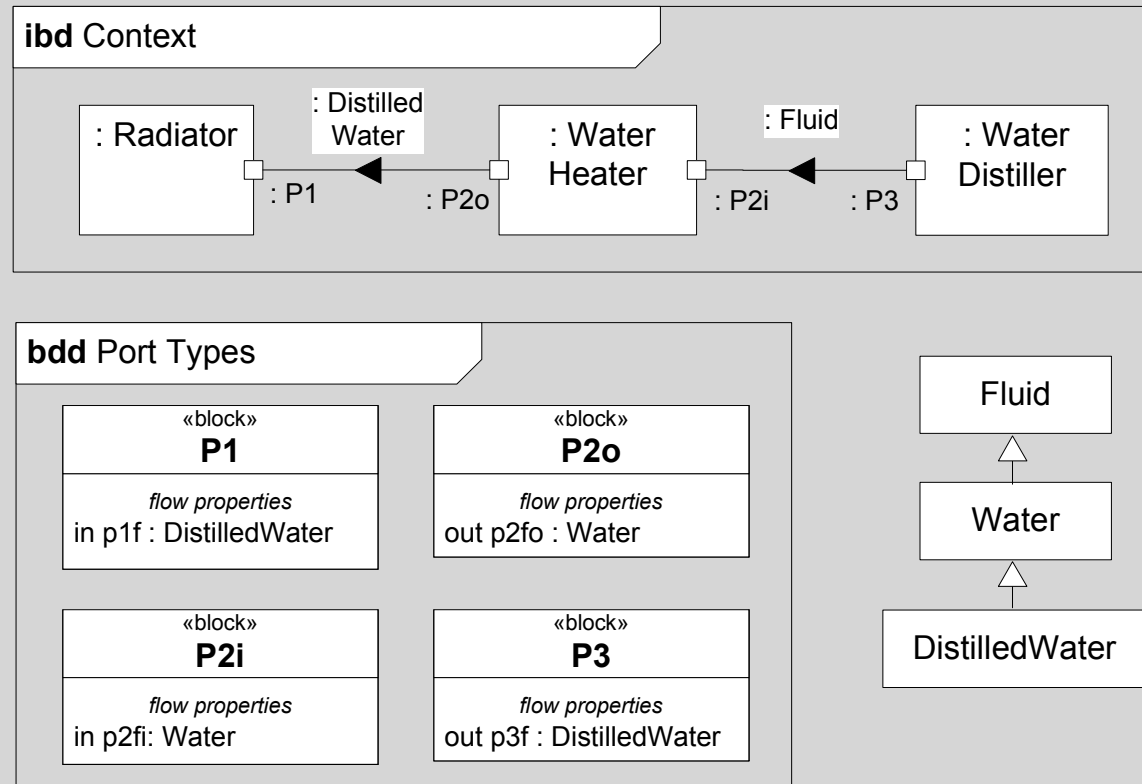 ibd Context
: Radiator
: Distilled
Water
: Water
Heater
: Fluid
: Water
Distiller
: P1
: P2o
: P2i
: P3
bdd Port Types
«block»
P1
flow properties
in p1f : DistilledWater
«block»
P2o
flow properties
out p2fo : Water
«block»
P2i
flow properties
in p2fi: Water
«block»
P3
flow properties
out p3f : DistilledWater
Fluid
Water
DistilledWater